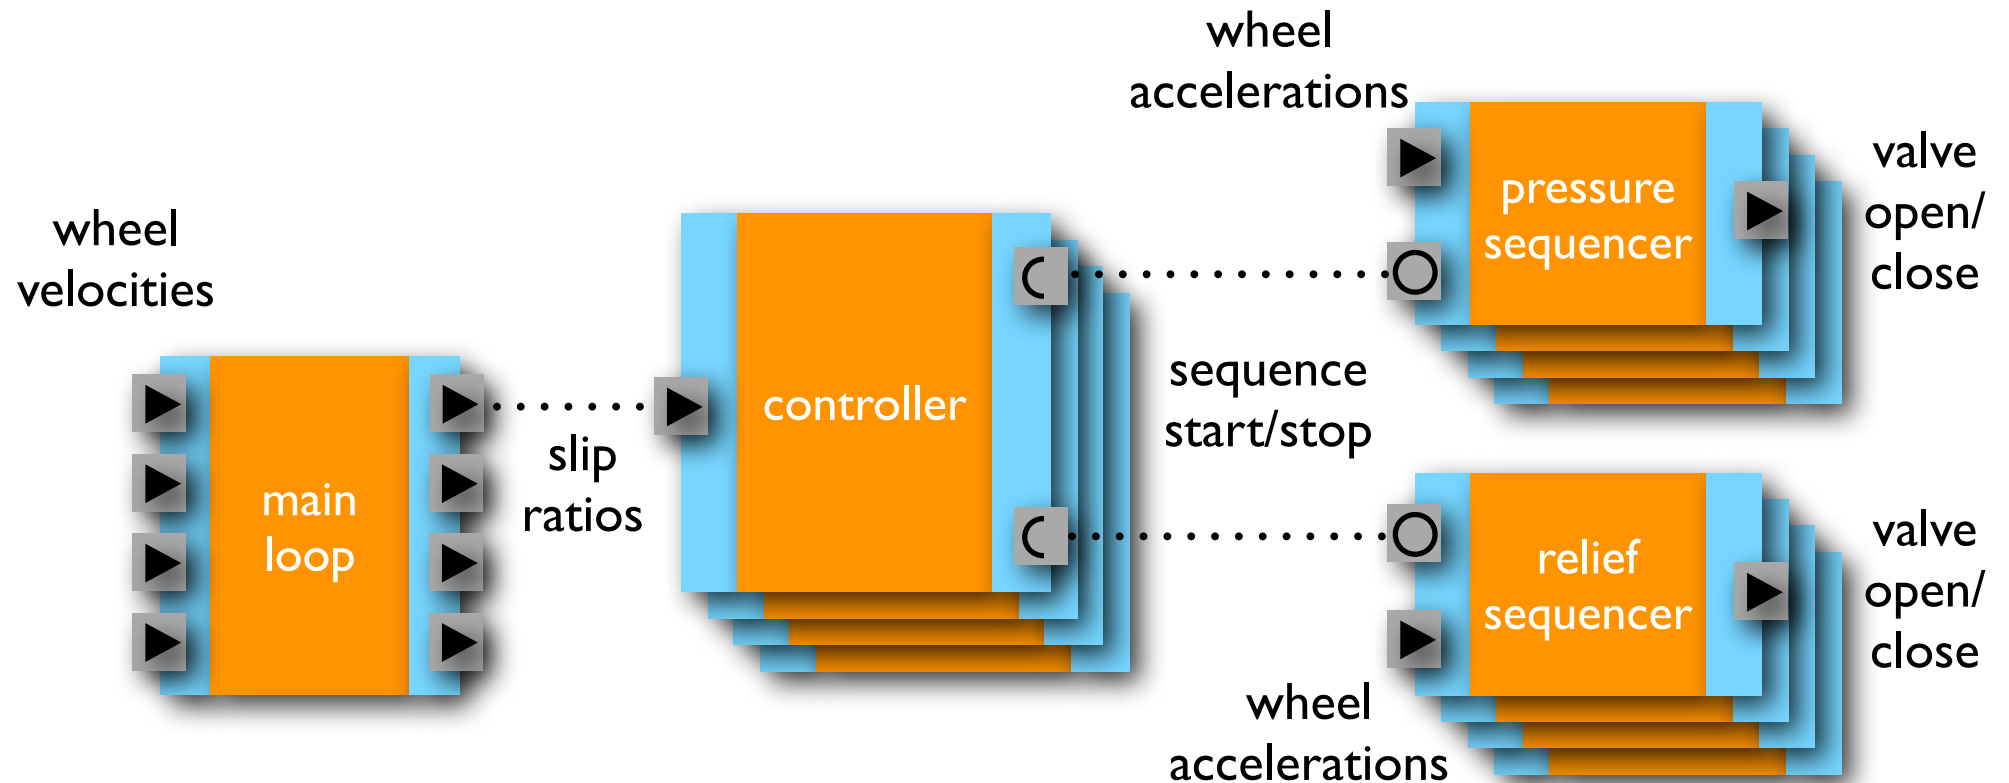 wheel
accelerations
wheel
velocities
main
loop
slip
ratios
controller
sequence
start/stop
pressure
sequencer
valve
open/
close
relief
sequencer
valve
open/
close
wheel
accelerations